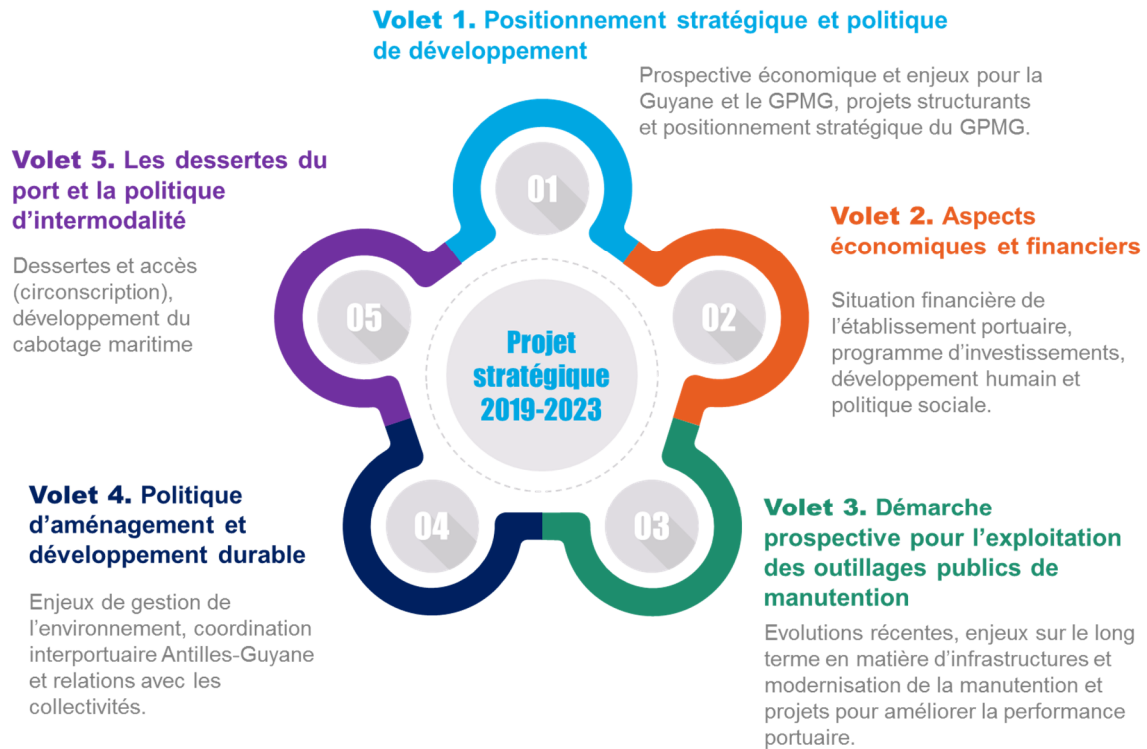 Volet 1. Positionnement stratégique et politique
de développement
Prospective économique et enjeux pour la
Guyane et le GPMG, projets structurants
et positionnement stratégique du GPMG.
01
Volet 2. Aspects
économiques et financiers
Situation financière de
l'établissement portuaire,
programme d'investissements,
développement humain et
politique sociale.
02
Volet 3. Démarche
prospective pour l'exploitation
des outillages publics de
manutention
Evolutions récentes, enjeux sur le long
terme en matière d'infrastructures et
modernisation de la manutention et
projets pour améliorer la performance
portuaire.
03
Volet 4. Politique
d'aménagement et
développement durable
Enjeux de gestion de
l'environnement, coordination
interportuaire Antilles-Guyane
et relations avec les
collectivités.
04
Volet 5. Les dessertes du
port et la politique
d'intermodalité
Dessertes et accès
(circonscription),
développement du
cabotage maritime
05
Projet
stratégique
2019-2023